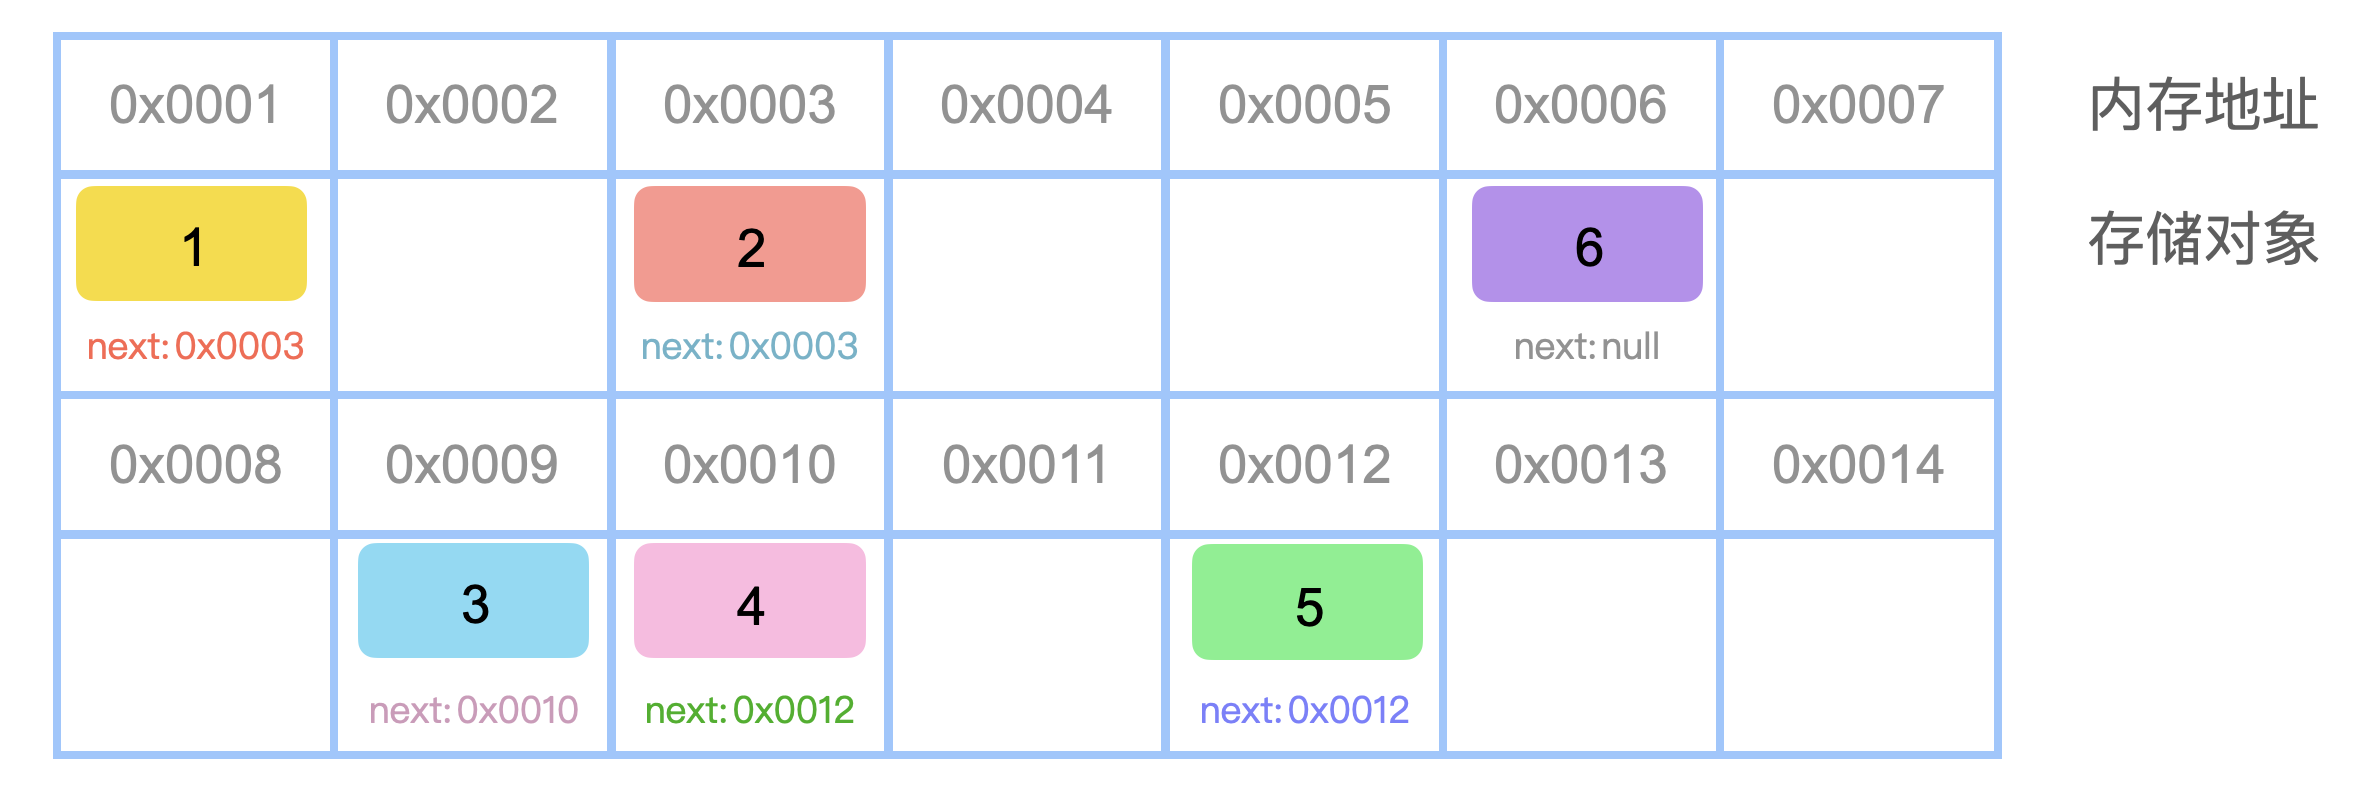 0x0001 0x0002 0x0003 0x0004 0x0005 0x0006 0x0007 内存地址
1 2 6 存储对象
next: 0x0003 next: 0x0003 next: null
0x0008 0x0009 0x0010 0x0011 0x0012 0x0013 0x0014
3 4 5
next: 0x0010 next: 0x0012 next: 0x0012